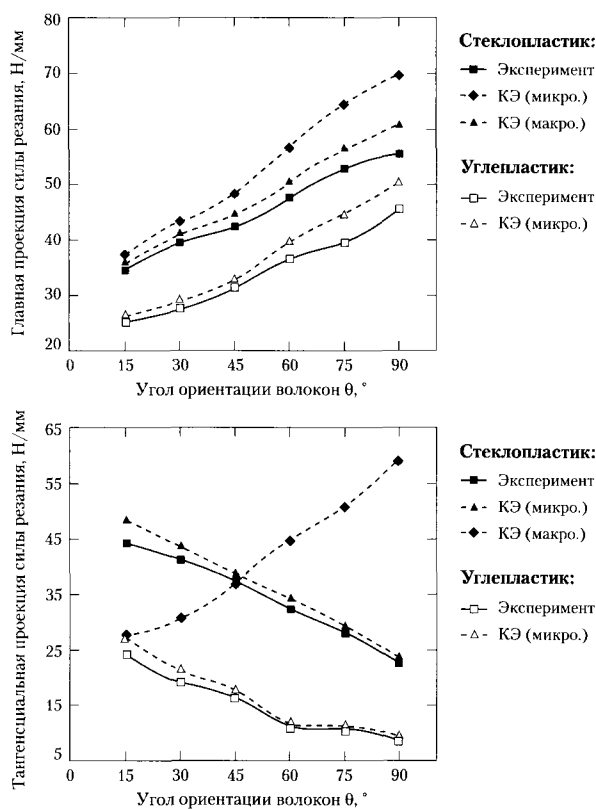 80
70
60
50
40
30
20
0
15
30
45
60
75
90
Главная проекция силы резания, Н/мм
Угол ориентации волокон θ, °
Стеклопластик:
Эксперимент
КЭ (микро.)
КЭ (макро.)
Углепластик:
Эксперимент
КЭ (микро.)
65
55
45
35
25
15
5
0
15
30
45
60
75
90
Тангенсциальная проекция силы резания, Н/мм
Угол ориентации волокон θ, °
Стеклопластик:
Эксперимент
КЭ (микро.)
КЭ (макро.)
Углепластик:
Эксперимент
КЭ (микро.)